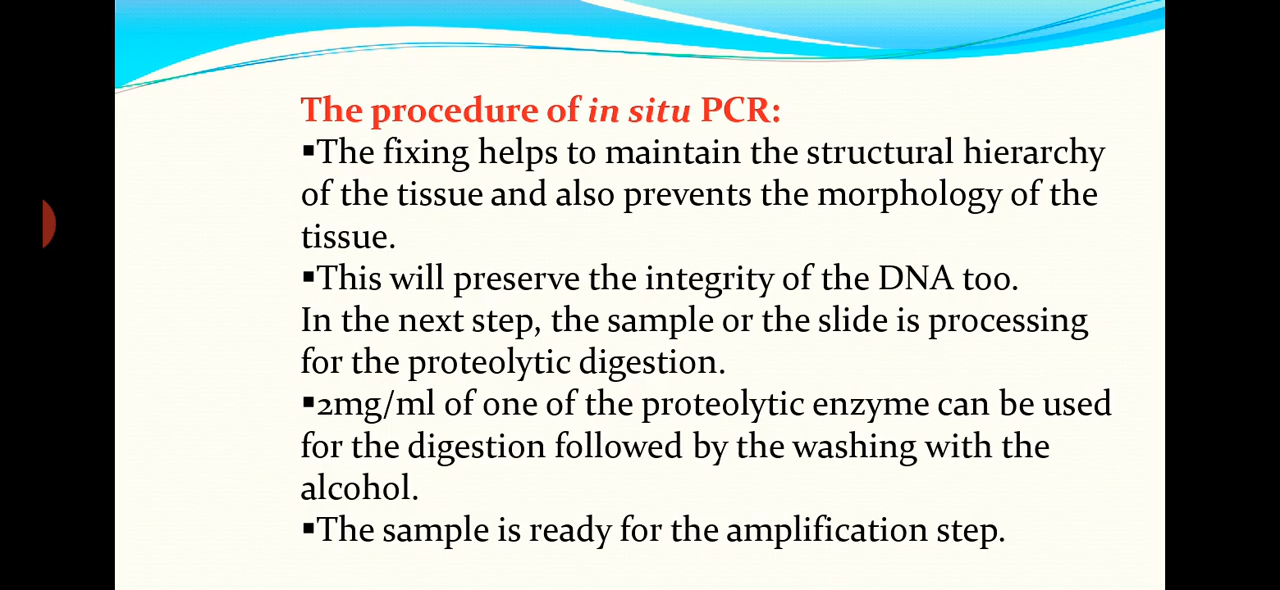 The procedure of in situ PCR:
▪The fixing helps to maintain the structural hierarchy
of the tissue and also prevents the morphology of the
tissue.
▪This will preserve the integrity of the DNA too.
In the next step, the sample or the slide is processing
for the proteolytic digestion.
▪2mg/ml of one of the proteolytic enzyme can be used
for the digestion followed by the washing with the
alcohol.
▪The sample is ready for the amplification step.